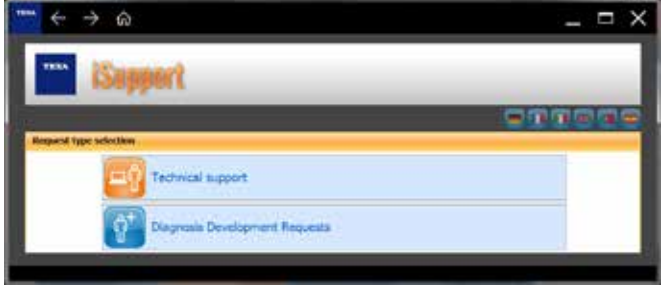 TEXA
TEXA
iSupport
Request type selection
Technical support
Diagnosis Development Requests